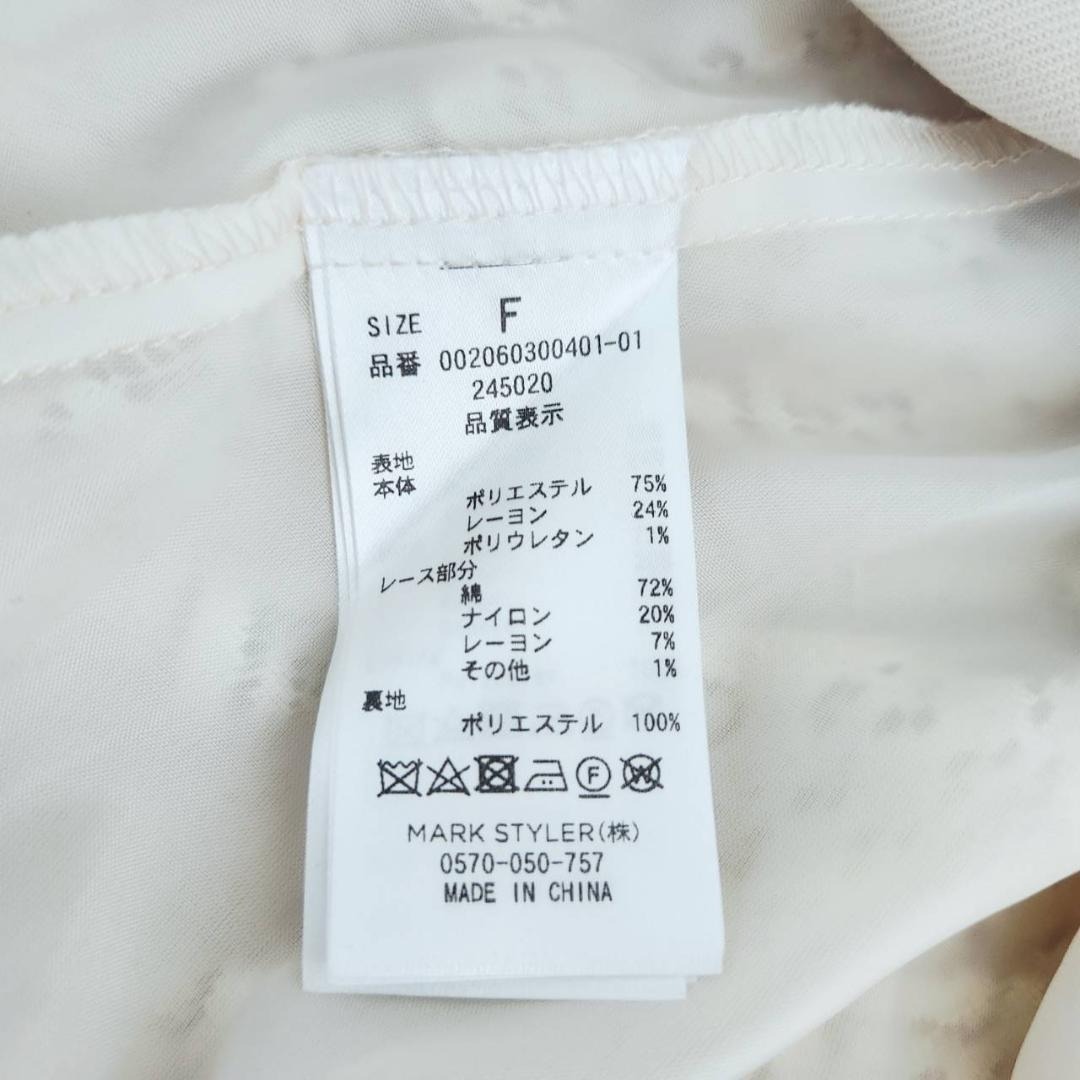 SIZE F
品番 002060300401-01
245020
品質表示
表地
本体
ポリエステル 75%
レーヨン 24%
ポリウレタン 1%
レース部分
綿 72%
ナイロン 20%
レーヨン 7%
その他 1%
裏地
ポリエステル 100%
F W
MARK STYLER(株)
0570-050-757
MADE IN CHINA